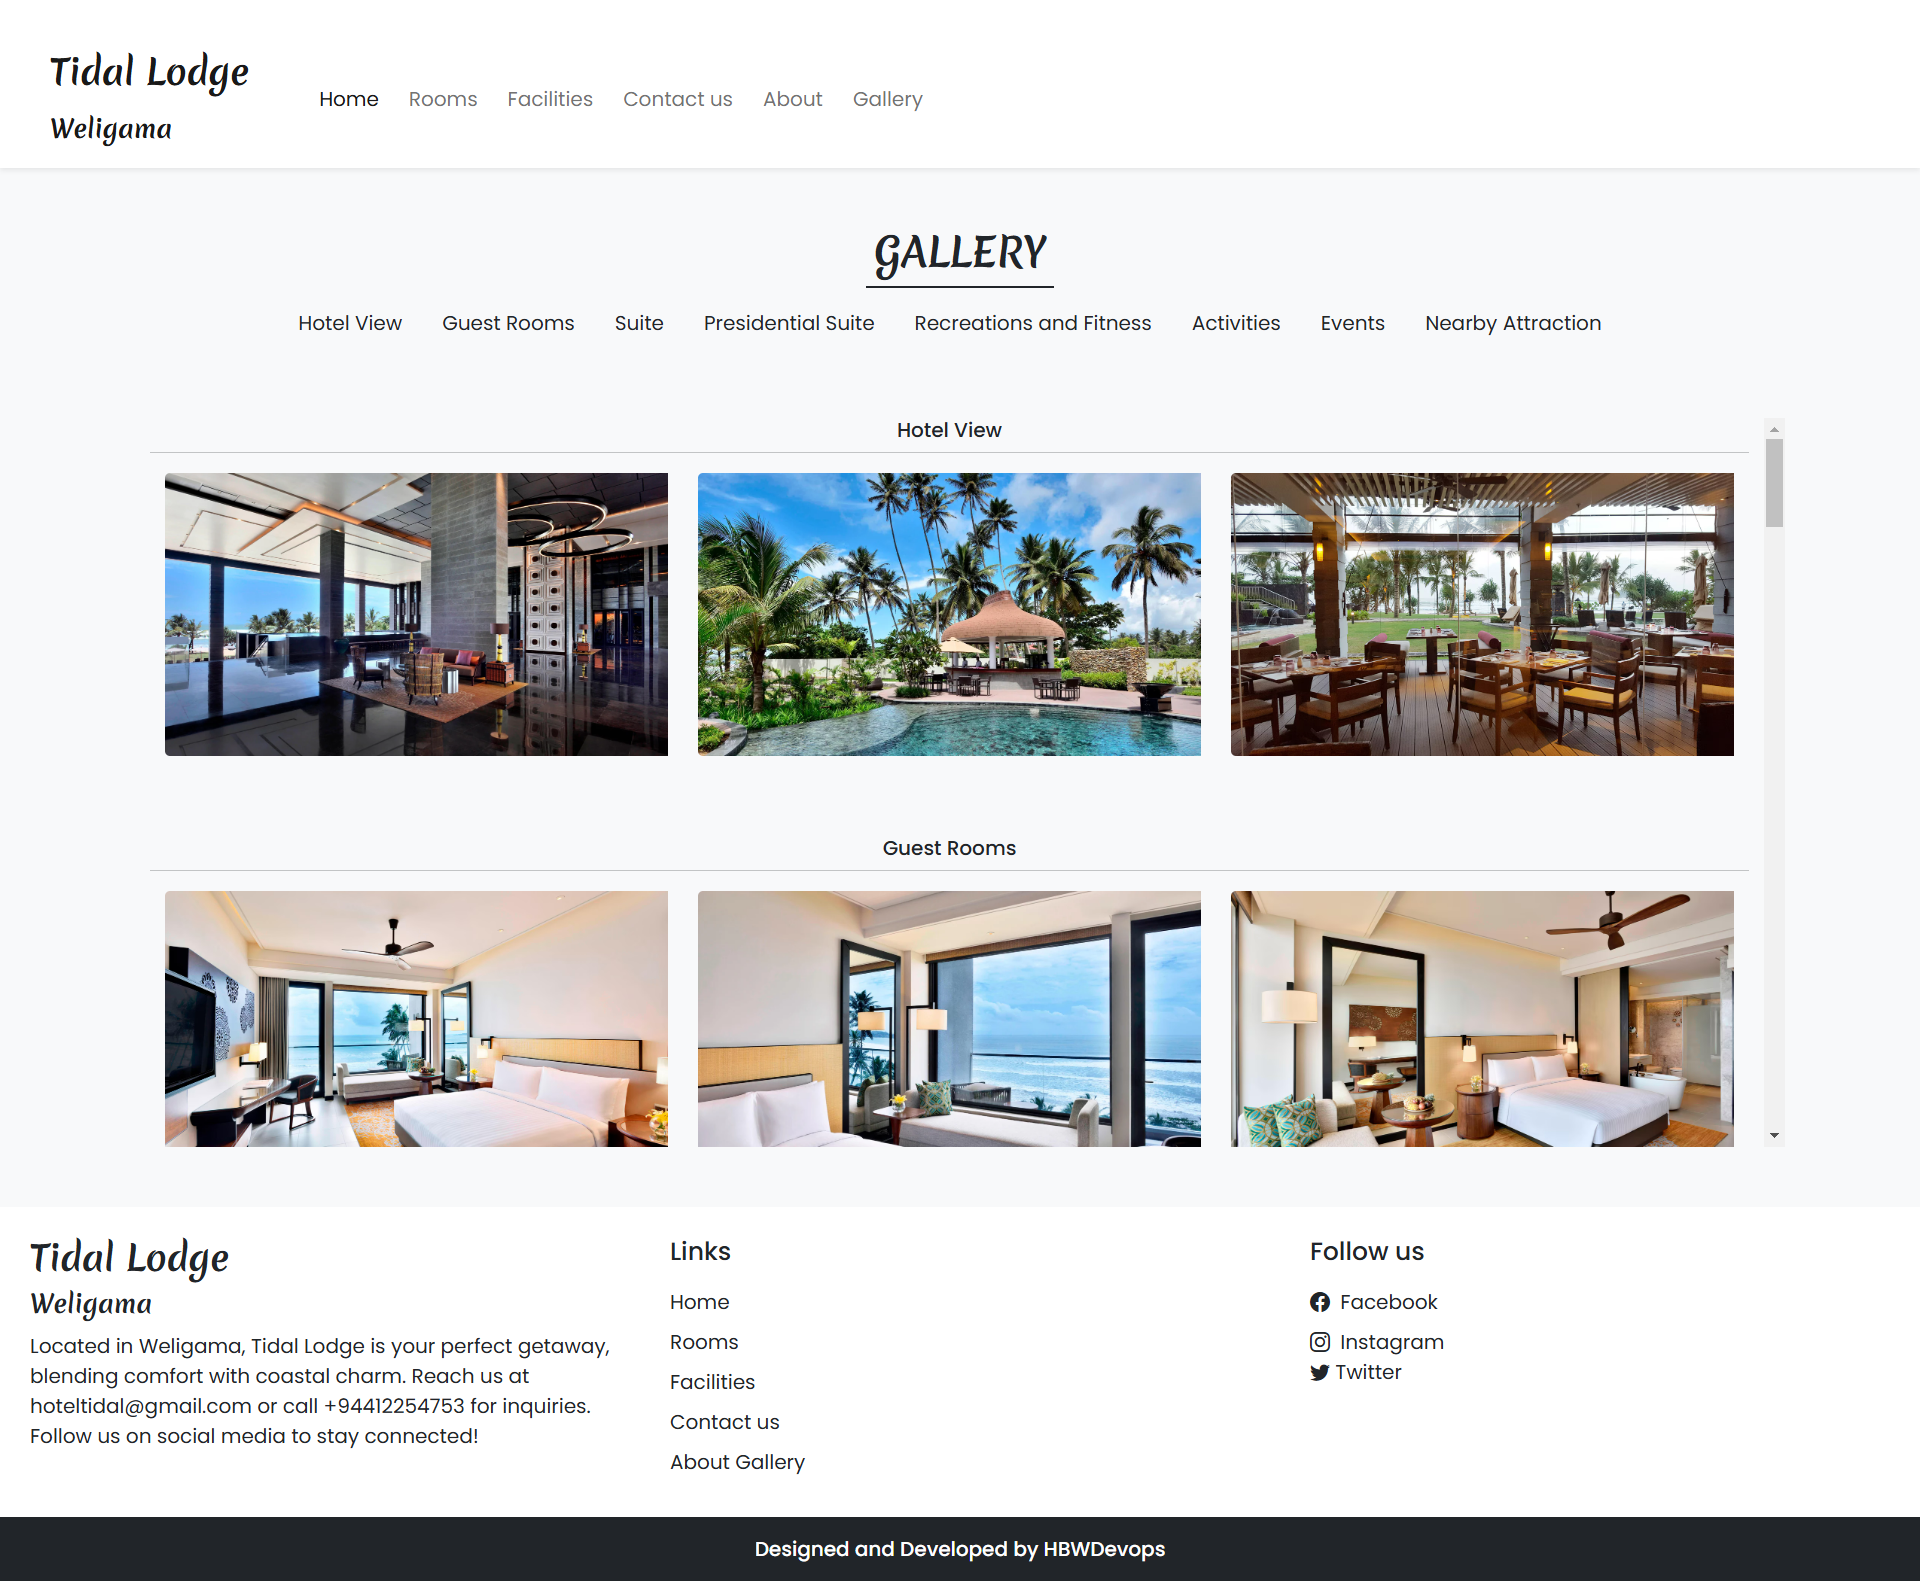 Tidal Lodge
Weligama
Home Rooms Facilities Contact us About Gallery
GALLERY
Hotel View Guest Rooms Suite Presidential Suite Recreations and Fitness Activities Events Nearby Attraction
Hotel View
Guest Rooms
Tidal Lodge
Weligama
Located in Weligama, Tidal Lodge is your perfect getaway,
blending comfort with coastal charm. Reach us at
hoteltidal@gmail.com or call +94412254753 for inquiries.
Follow us on social media to stay connected!
Links
Home
Rooms
Facilities
Contact us
About Gallery
Follow us
Facebook
Instagram
Twitter
Designed and Developed by HBWDevops